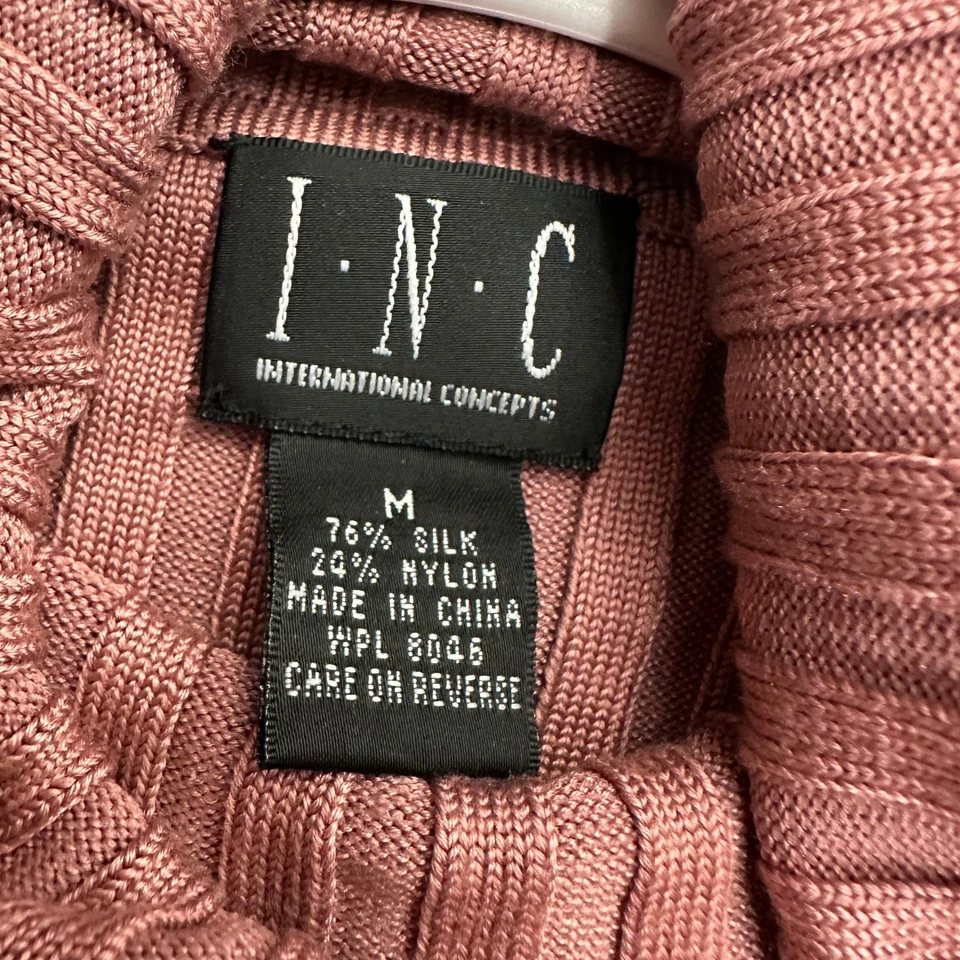 I·N·C
INTERNATIONAL CONCEPTS
M
76% SILK
24% NYLON
MADE IN CHINA
WPL 8046
CARE ON REVERSE